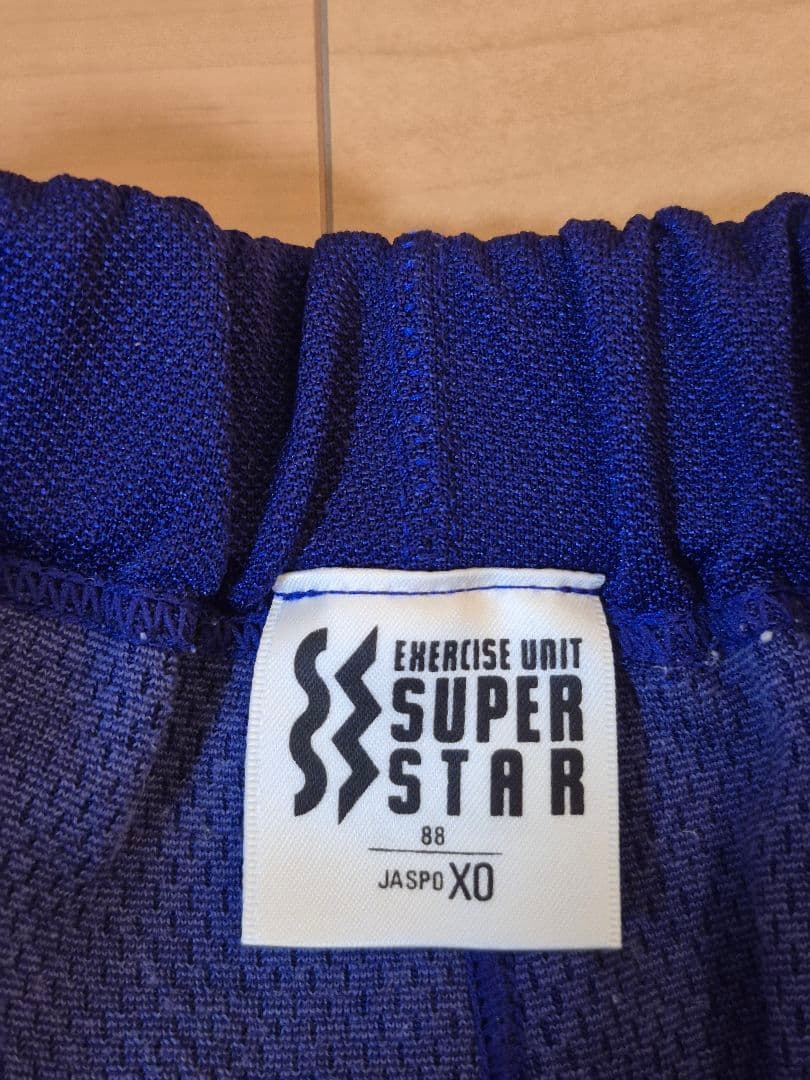 EXERCISE UNIT
SUPER
STAR
88
JASPO XO